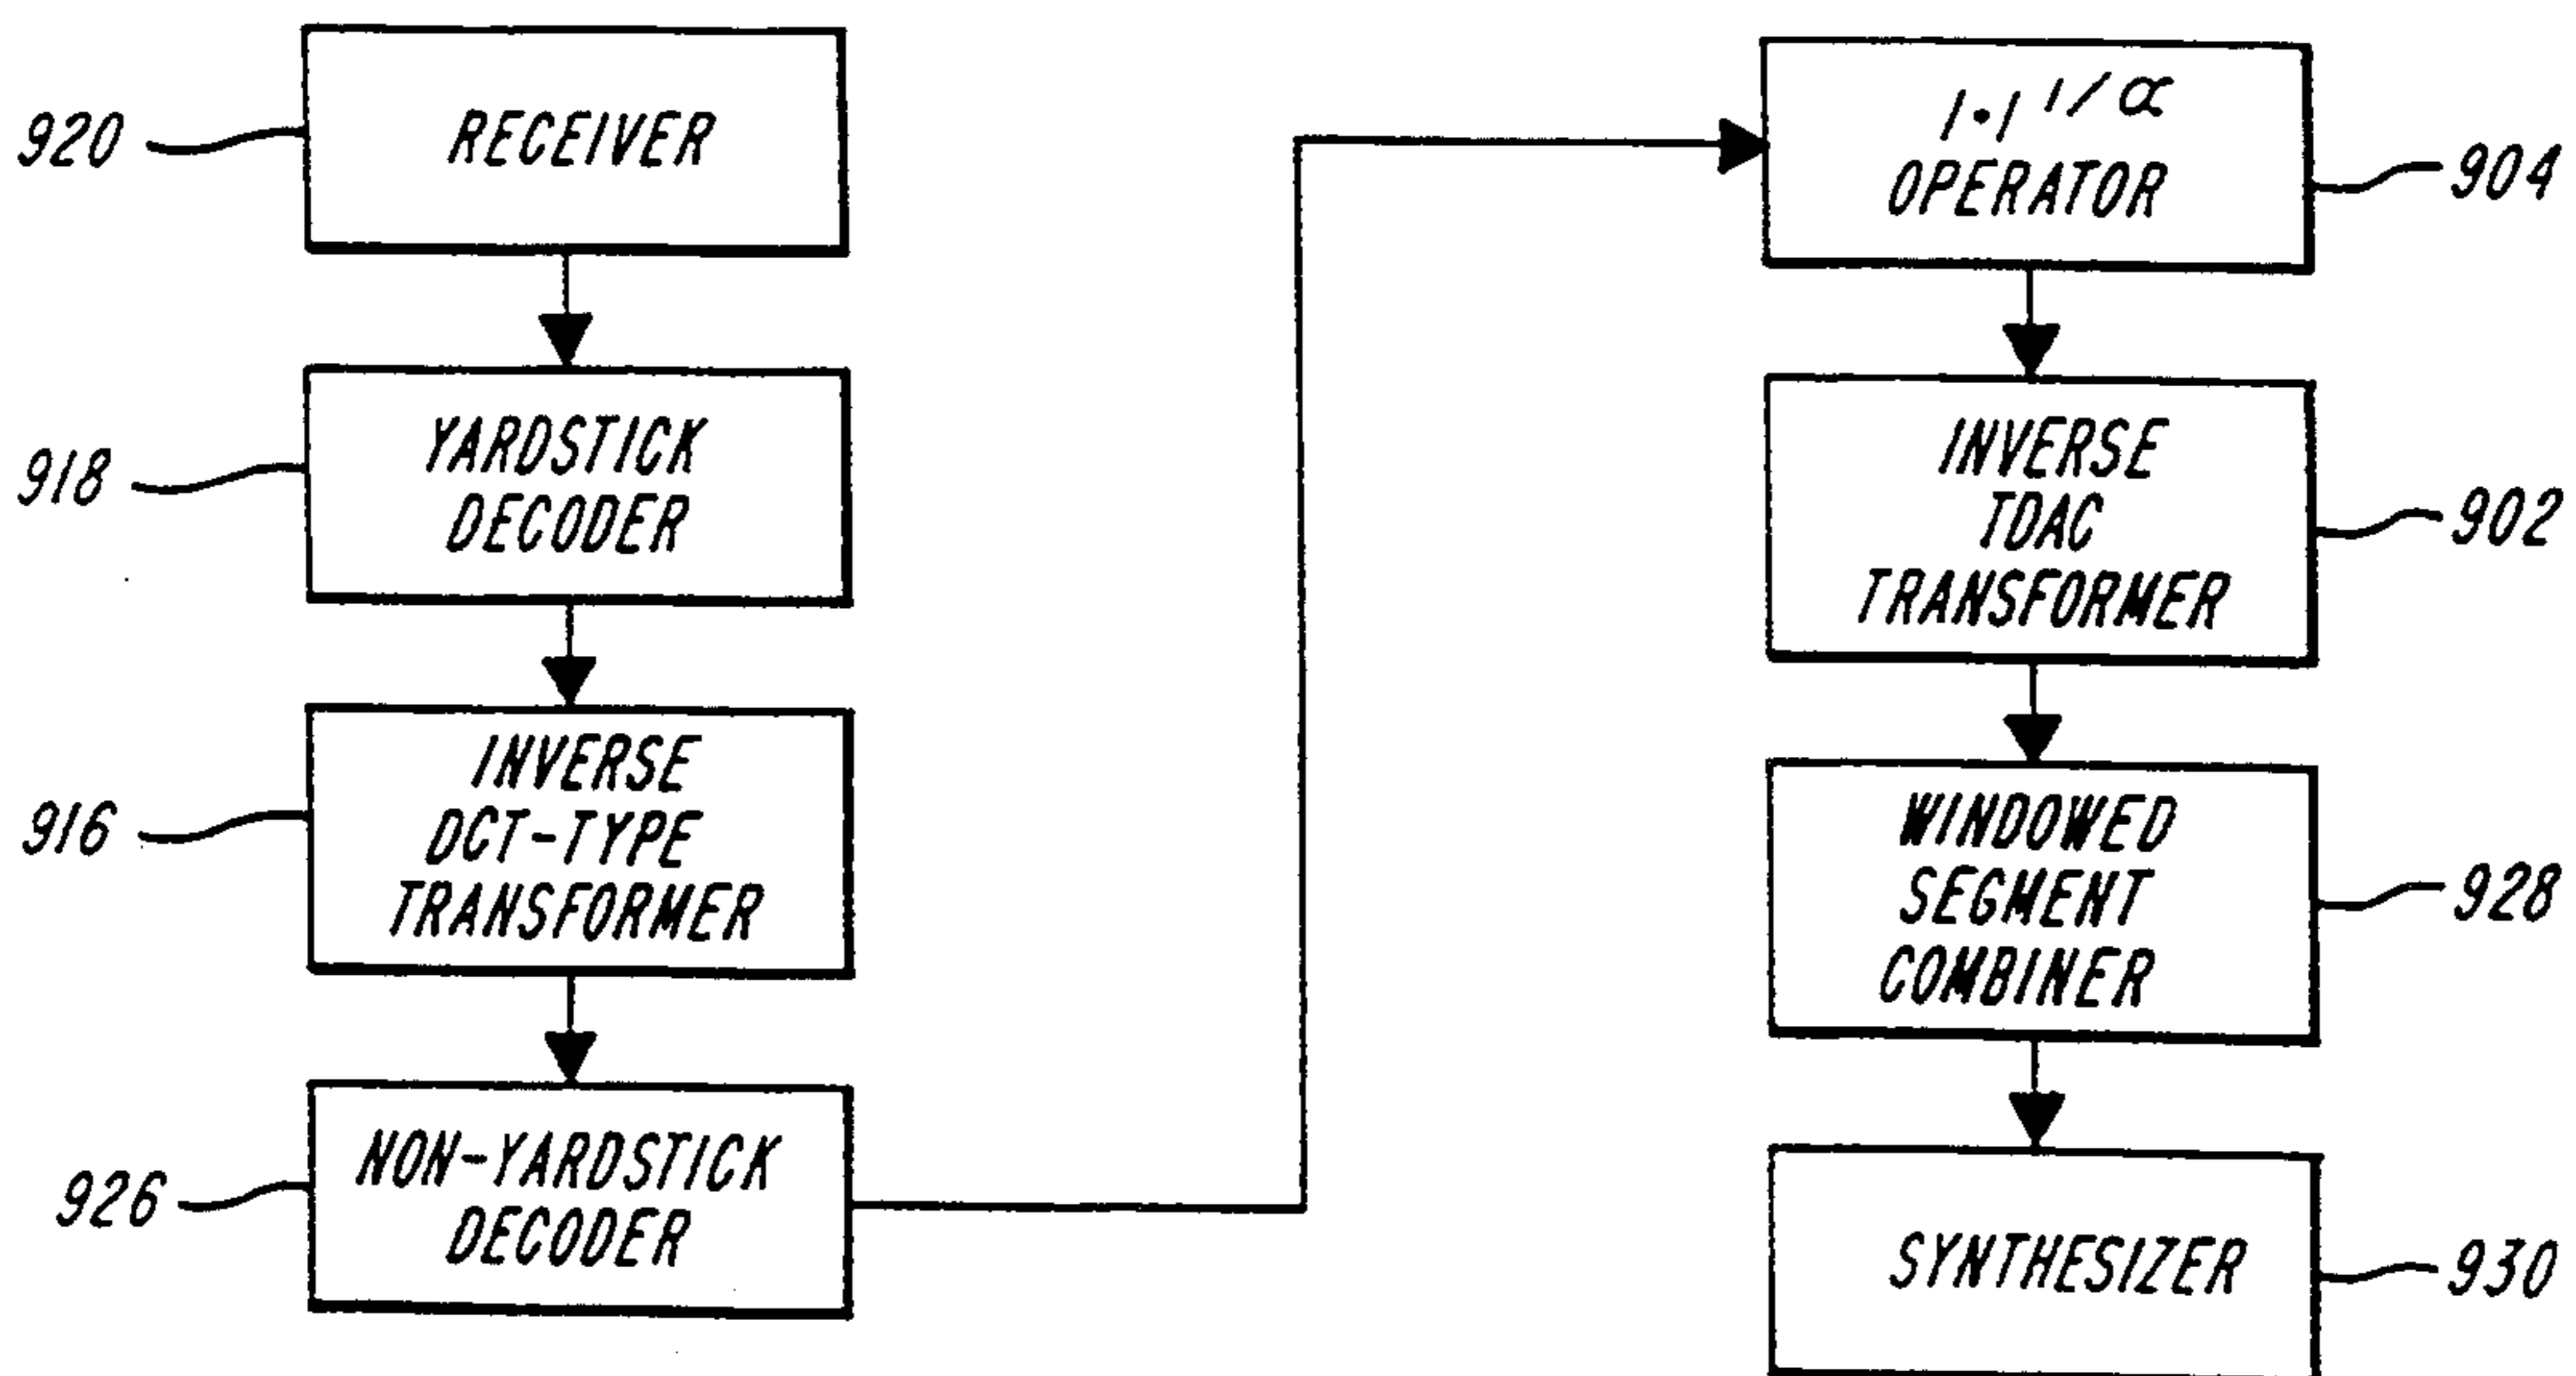 920
RECEIVER
918
YARDSTICK
DECODER
916
INVERSE
DCT-TYPE
TRANSFORMER
926
NON-YARDSTICK
DECODER
|•| 1/α
OPERATOR
904
INVERSE
TDAC
TRANSFORMER
902
WINDOWED
SEGMENT
COMBINER
928
SYNTHESIZER
930